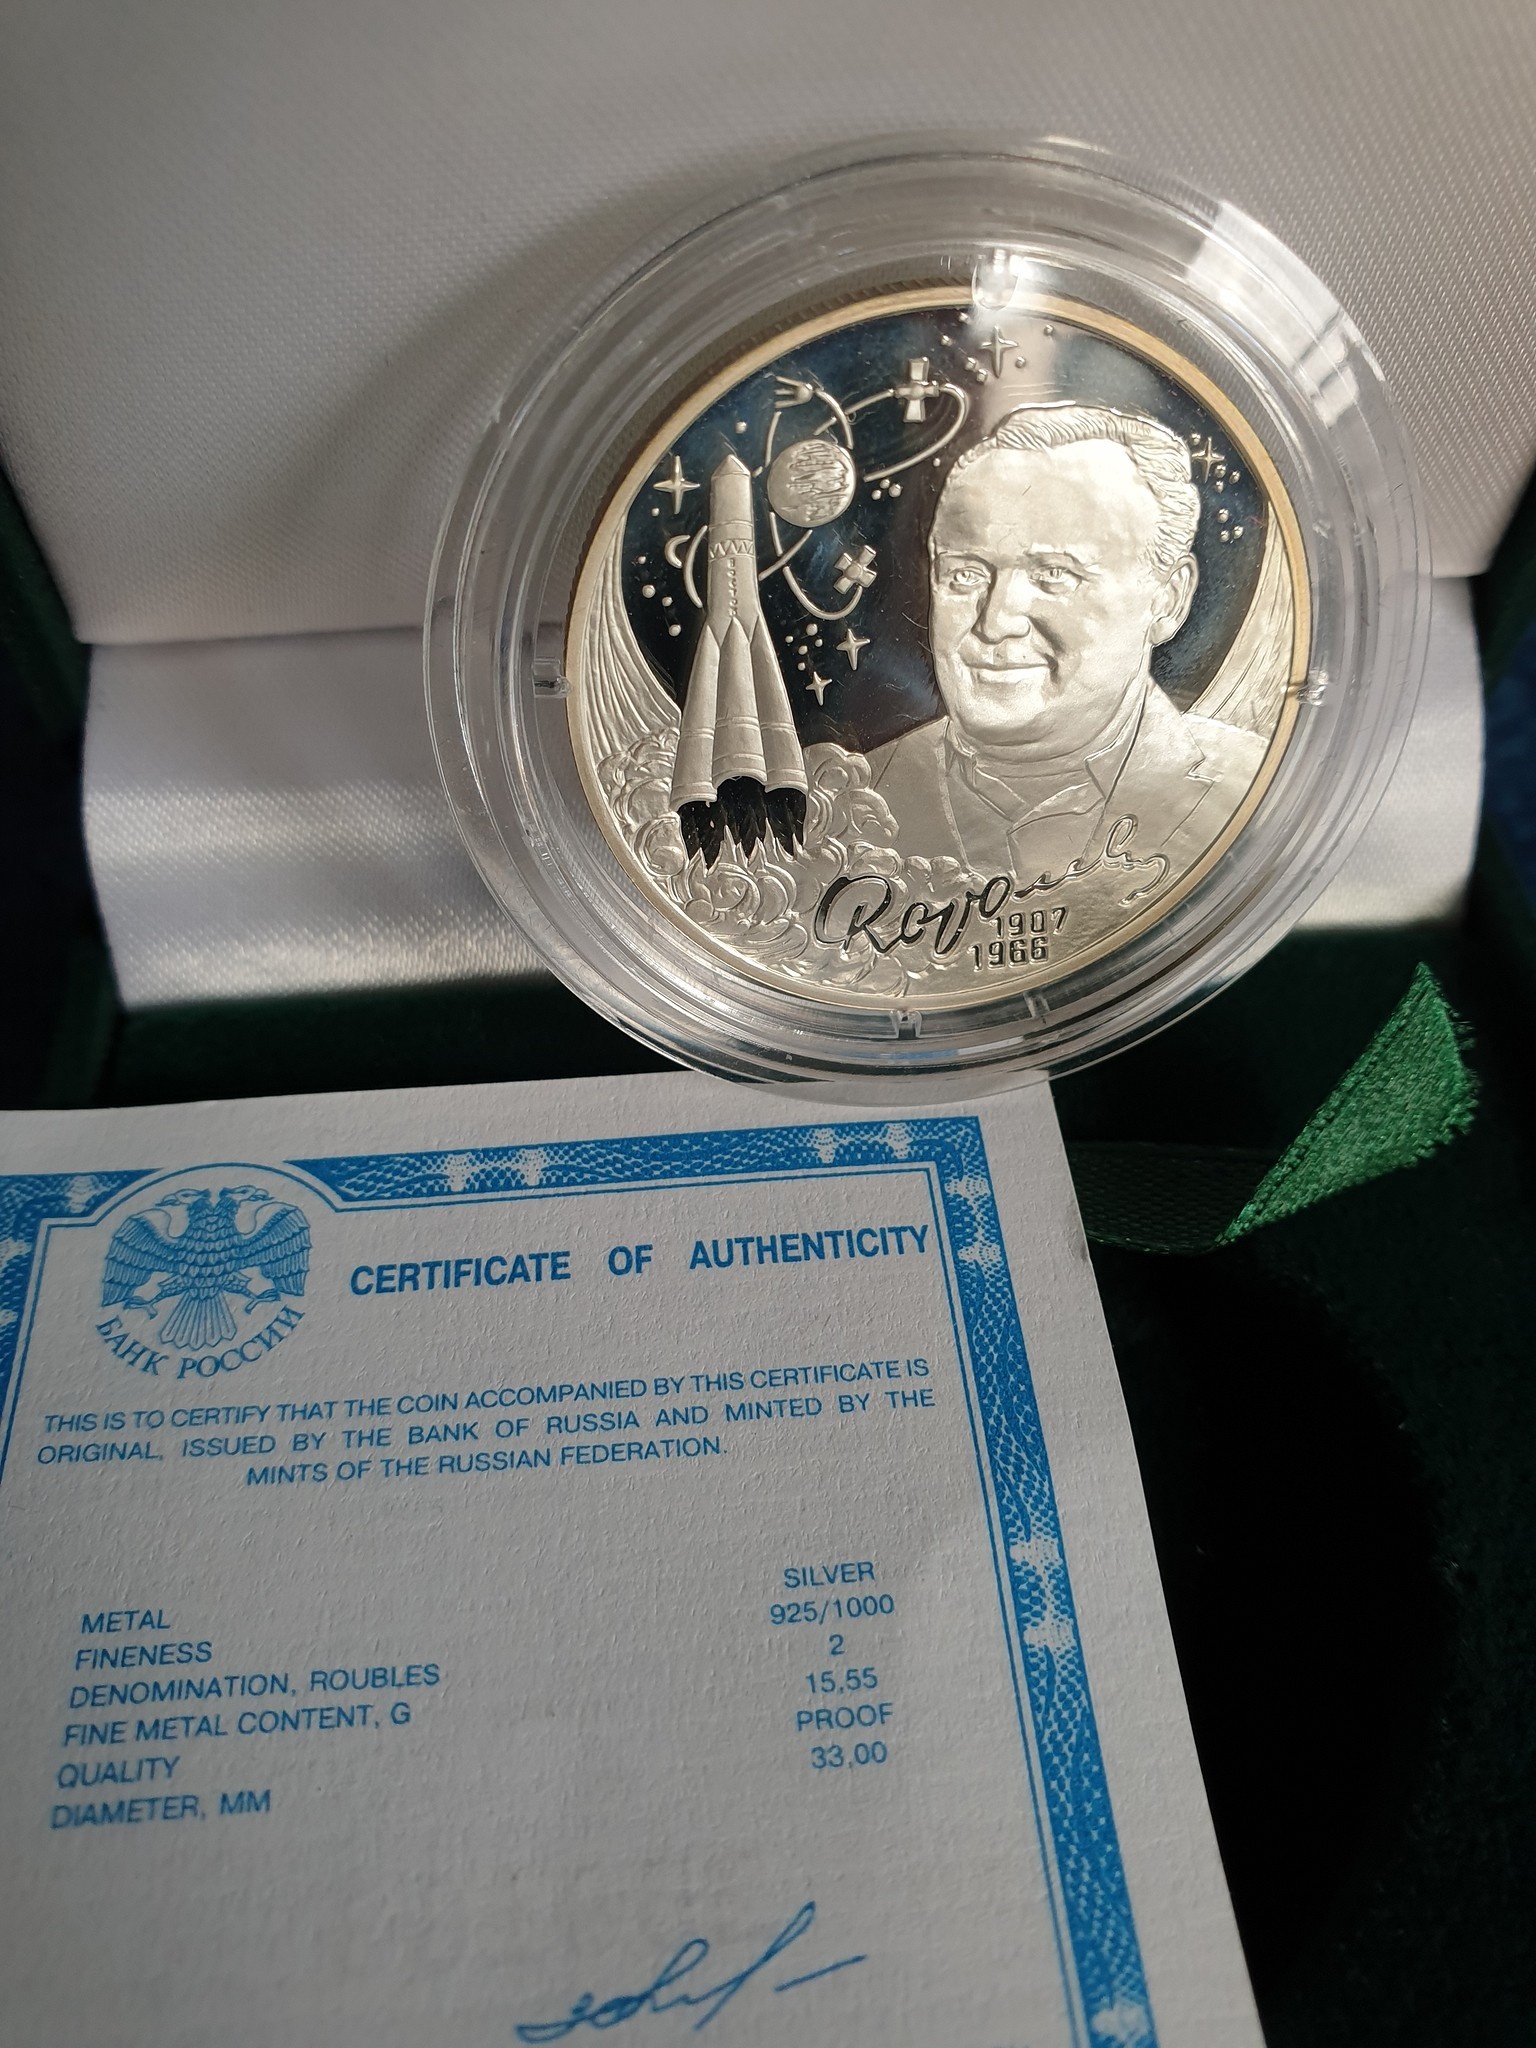 1907
1966
CERTIFICATE OF AUTHENTICITY
БАНК РОССИИ
THIS IS TO CERTIFY THAT THE COIN ACCOMPANIED BY THIS CERTIFICATE IS
ORIGINAL, ISSUED BY THE BANK OF RUSSIA AND MINTED BY THE
MINTS OF THE RUSSIAN FEDERATION.
METAL SILVER
FINENESS 925/1000
DENOMINATION, ROUBLES 2
FINE METAL CONTENT, G 15,55
QUALITY PROOF
DIAMETER, MM 33,00